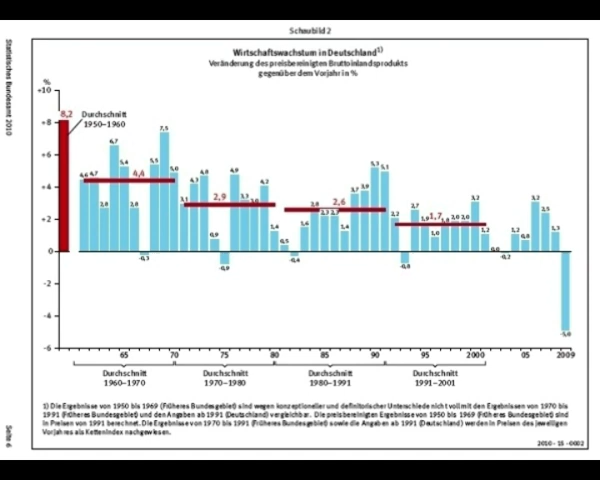 Schaubild 2
Statistisches Bundesamt 2010
Wirtschaftswachstum in Deutschland1)
Veränderung des preisbereinigten Bruttoinlandsprodukts
gegenüber dem Vorjahr in %
%
+10
+8
+6
+4
+2
0
-2
-4
-6
8,2
Durchschnitt
1950–1960
4,6 4,7 2,8 6,7 5,4 2,8 -0,3 5,5 7,5 5,0
4,4
3,1 4,3 4,8 0,9 -0,9 4,9 3,3 3,0 4,2 1,4
2,9
0,5 -0,4 1,6 2,8 2,3 2,3 1,4 3,7 3,9 5,3 5,1
2,6
2,2 -0,8 2,7 1,9 1,0 1,8 2,0 2,0 3,2 1,2
1,7
0,0 -0,2 1,2 0,8 3,2 2,5 1,3 -5,0
65 70 75 80 85 90 95 2000 05 2009
Durchschnitt
1960–1970
Durchschnitt
1970–1980
Durchschnitt
1980–1991
Durchschnitt
1991–2001
1) Die Ergebnisse von 1950 bis 1969 (Früheres Bundesgebiet) sind wegen konzeptioneller und definitorischer Unterschiede nicht voll mit den Ergebnissen von 1970 bis
1991 (Früheres Bundesgebiet) und den Angaben ab 1991 (Deutschland) vergleichbar. Die preisbereinigten Ergebnisse von 1950 bis 1969 (Früheres Bundesgebiet) sind
in Preisen von 1991 berechnet. Die Ergebnisse von 1970 bis 1991 (Früheres Bundesgebiet) sowie die Angaben ab 1991 (Deutschland) werden in Preisen des jeweiligen
Vorjahres als Kettenindex nachgewiesen.
2010 - 15 - 0002
Seite 6